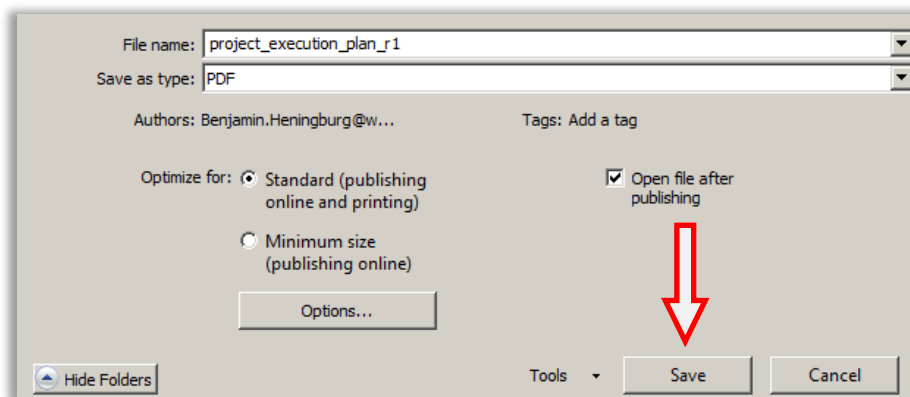 File name: project_execution_plan_r1
Save as type: PDF
Authors: Benjamin.Heningburg@w... Tags: Add a tag
Optimize for: Standard (publishing
online and printing)
Open file after
publishing
Minimum size
(publishing online)
Options...
Hide Folders Tools Save Cancel